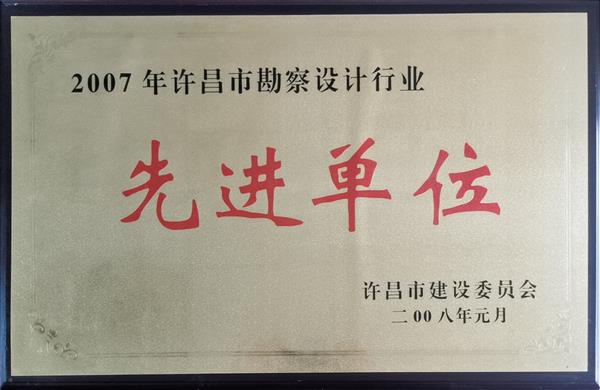 2007年许昌市勘察设计行业
先进单位
许昌市建设委员会
二00八年元月